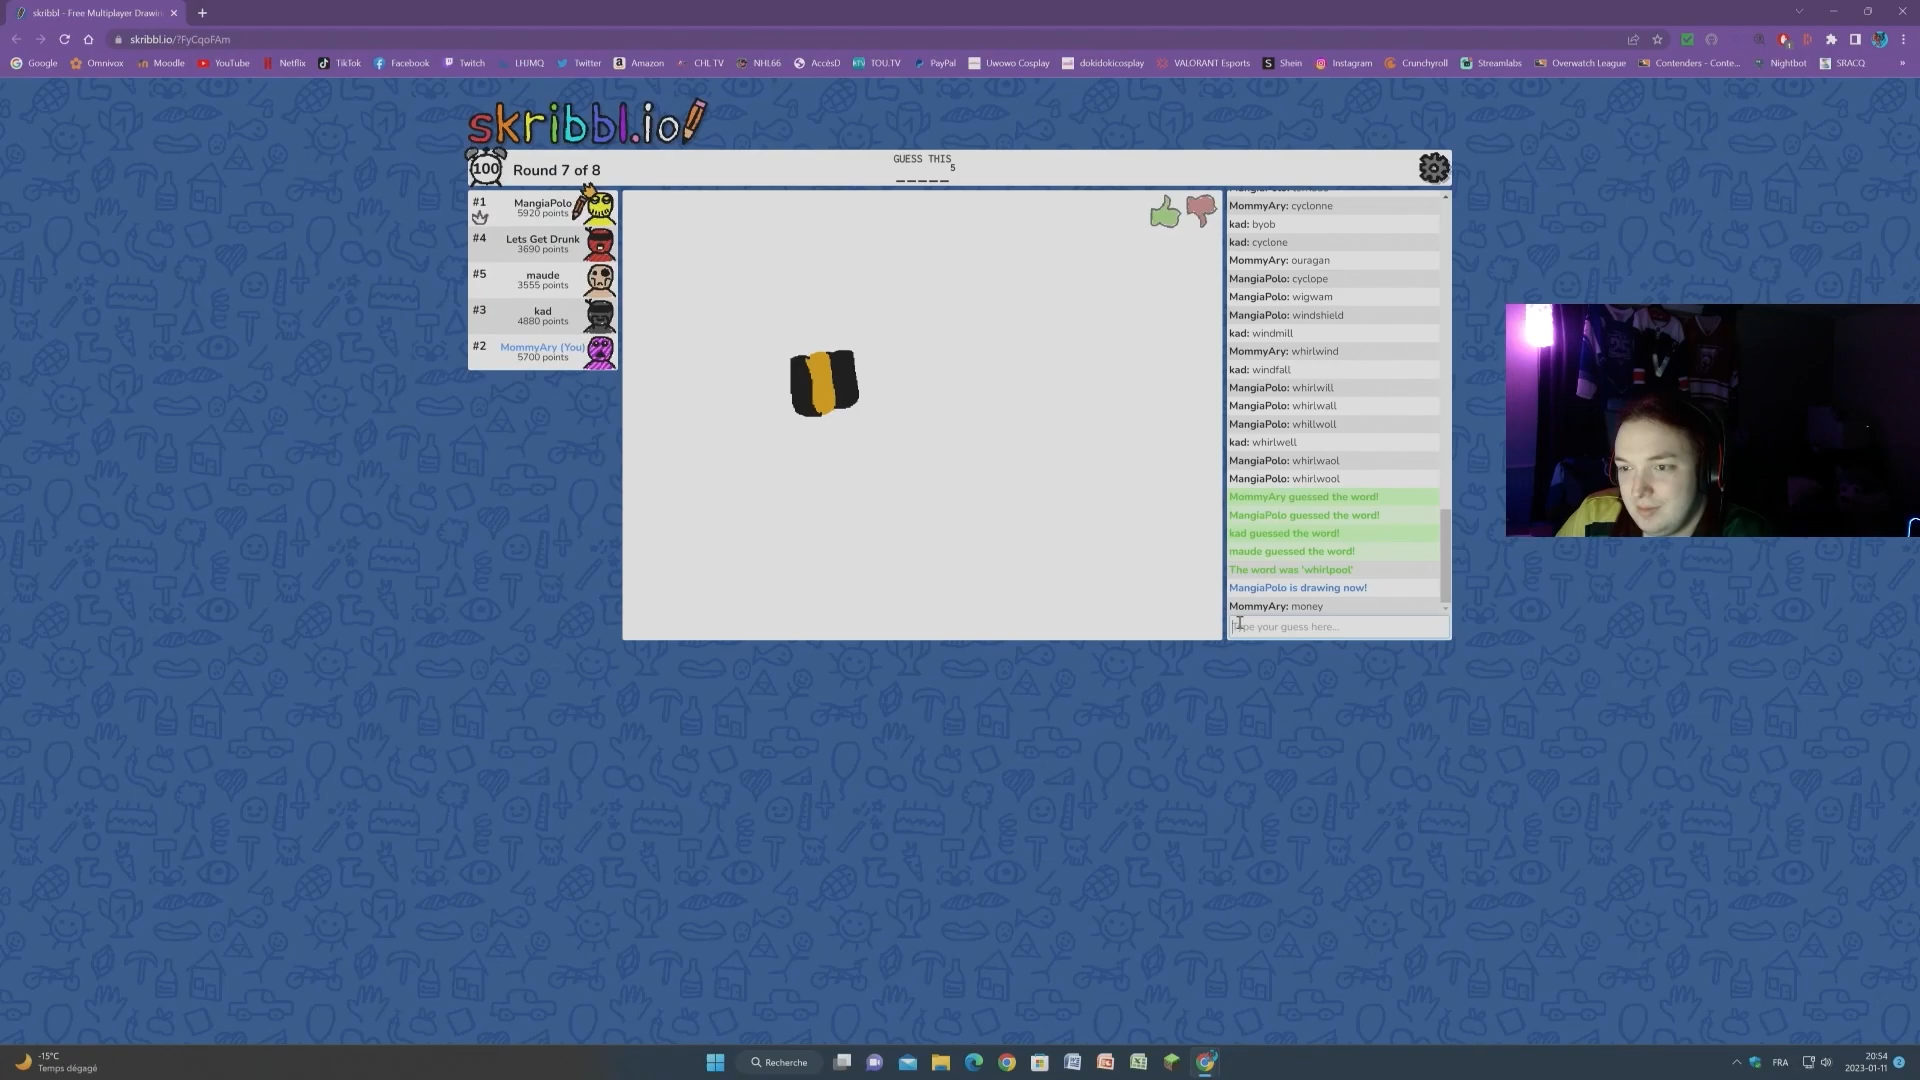 skribbl - Free Multiplayer Drawin
skribbl.io/?FyCqoFAm
Google Omnivox Moodle YouTube Netflix TikTok Facebook Twitch LHJMQ Twitter Amazon CHL TV NHL66 AccèsD TOU.TV PayPal Uwowo Cosplay dokidokicosplay VALORANT Esports Shein Instagram Crunchyroll Streamlabs Overwatch League Contenders - Conte... Nightbot SRACQ »
skribbl.io
100 Round 7 of 8
GUESS THIS
_____ 5
#1 MangiaPolo
5920 points
#4 Lets Get Drunk
3690 points
#5 maude
3555 points
#3 kad
4880 points
#2 MommyAry (You)
5700 points
MommyAry: cyclonne
kad: byob
kad: cyclone
MommyAry: ouragan
MangiaPolo: cyclope
MangiaPolo: wigwam
MangiaPolo: windshield
kad: windmill
MommyAry: whirlwind
kad: windfall
MangiaPolo: whirlwill
MangiaPolo: whirlwall
MangiaPolo: whillwoll
kad: whirlwell
MangiaPolo: whirlwaol
MangiaPolo: whirlwool
MommyAry guessed the word!
MangiaPolo guessed the word!
kad guessed the word!
maude guessed the word!
The word was 'whirlpool'
MangiaPolo is drawing now!
MommyAry: money
Type your guess here...
-15°C
Temps dégagé
Recherche
FRA
20:54
2023-01-11